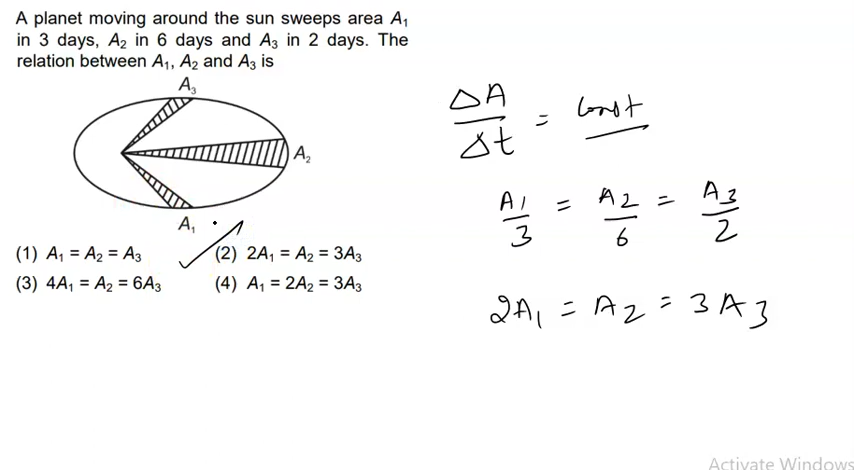 A planet moving around the sun sweeps area A₁
in 3 days, A₂ in 6 days and A₃ in 2 days. The
relation between A₁, A₂ and A₃ is
A₃
A₂
A₁
(1) A₁ = A₂ = A₃
(2) 2A₁ = A₂ = 3A₃
(3) 4A₁ = A₂ = 6A₃
(4) A₁ = 2A₂ = 3A₃
ΔA/Δt = const
A₁/3 = A₂/6 = A₃/2
2A₁ = A₂ = 3A₃
Activate Windows